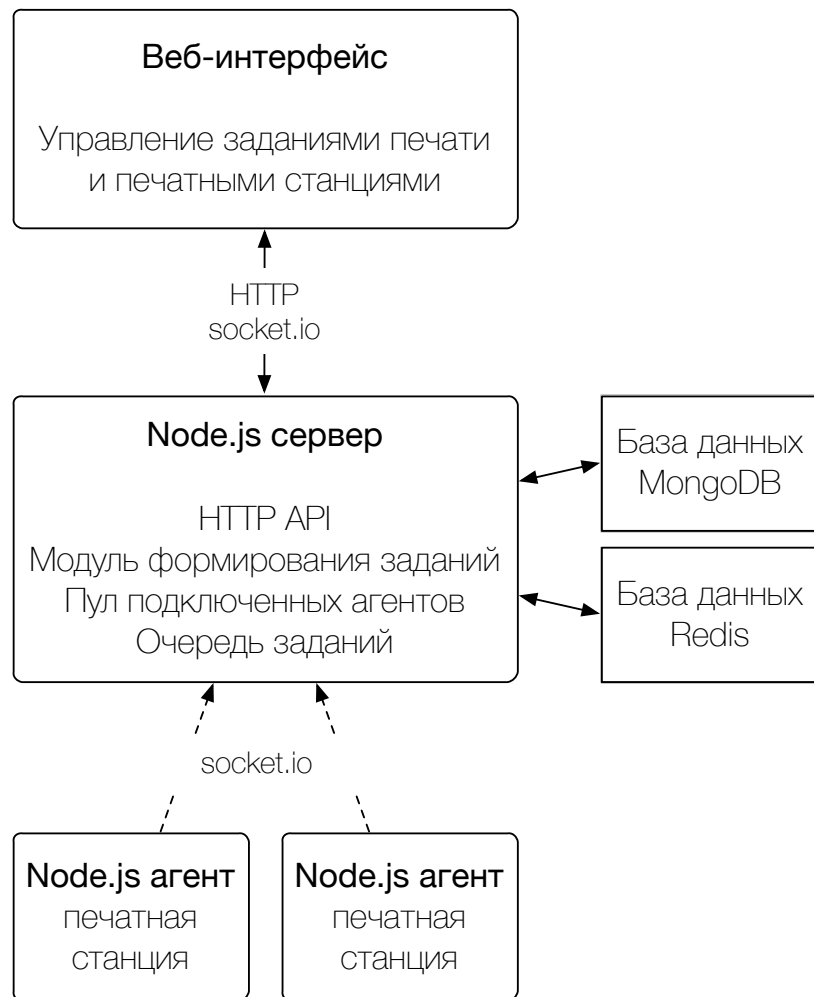 Веб-интерфейс
Управление заданиями печати
и печатными станциями
HTTP
socket.io
Node.js сервер
HTTP API
Модуль формирования заданий
Пул подключенных агентов
Очередь заданий
База данных
MongoDB
База данных
Redis
socket.io
Node.js агент
печатная
станция
Node.js агент
печатная
станция